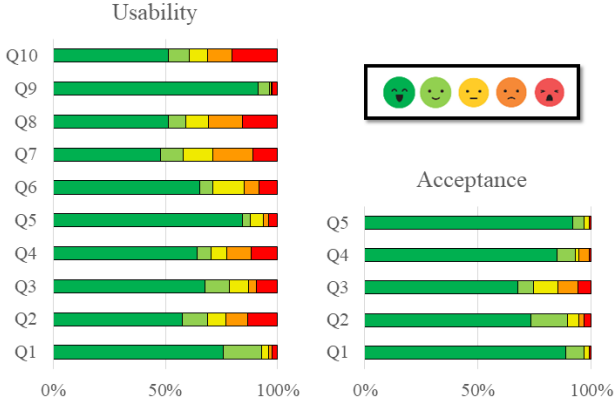 Usability
Q10
Q9
Q8
Q7
Q6
Q5
Q4
Q3
Q2
Q1
0% 50% 100%
Acceptance
Q5
Q4
Q3
Q2
Q1
0% 50% 100%